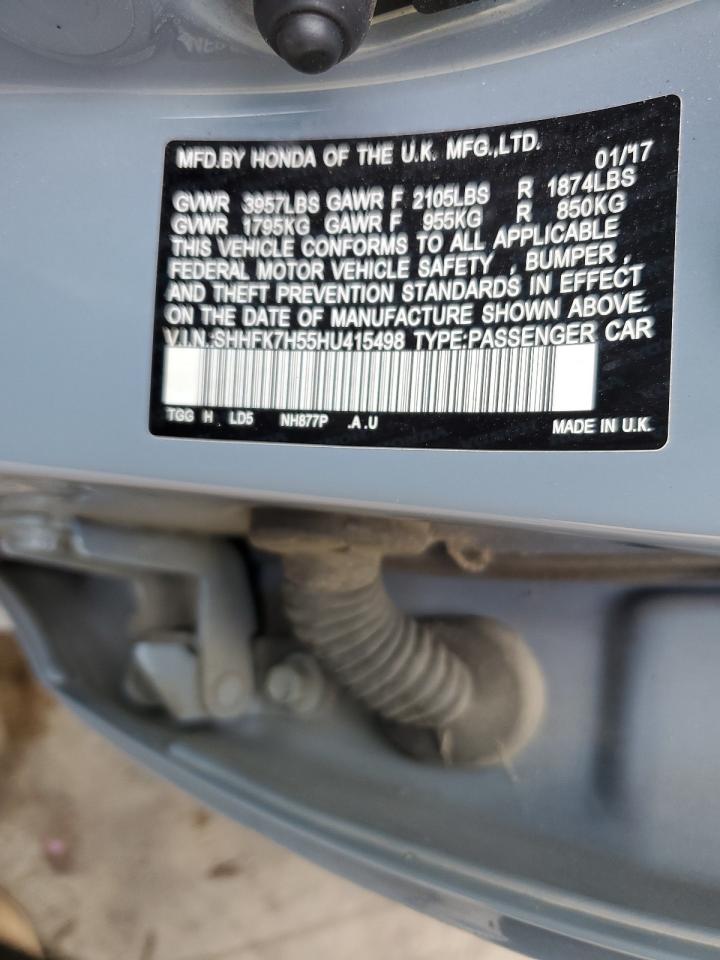 MFD.BY HONDA OF THE U.K. MFG.,LTD. 01/'17
GVWR 3957LBS GAWR F 2105LBS R 1874LBS
GVWR 1795KG GAWR F 955KG R 850KG
THIS VEHICLE CONFORMS TO ALL APPLICABLE
FEDERAL MOTOR VEHICLE SAFETY , BUMPER ,
AND THEFT PREVENTION STANDARDS IN EFFECT
ON THE DATE OF MANUFACTURE SHOWN ABOVE.
V.I.N.:SHHFK7H55HU415498 TYPE:PASSENGER CAR
TGG H LD5 NH877P .A.U MADE IN U.K.